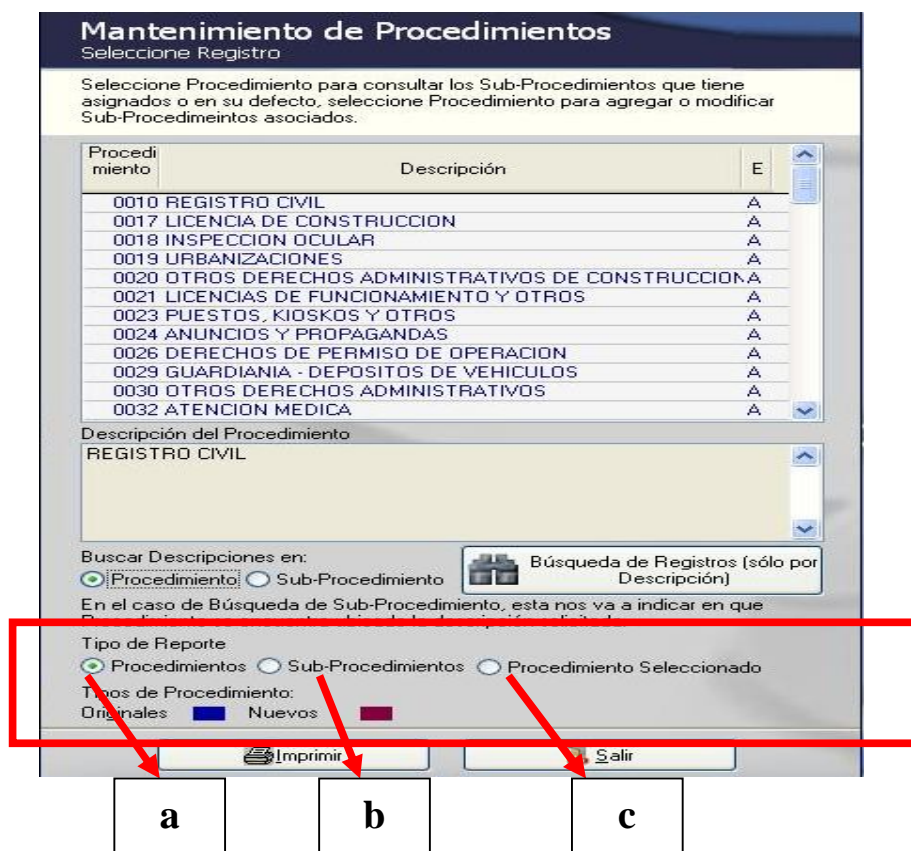 Mantenimiento de Procedimientos
Seleccione Registro
Seleccione Procedimiento para consultar los Sub-Procedimientos que tiene
asignados o en su defecto, seleccione Procedimiento para agregar o modificar
Sub-Procedimeintos asociados.
Procedi
miento Descripción E
0010 REGISTRO CIVIL A
0017 LICENCIA DE CONSTRUCCION A
0018 INSPECCION OCULAR A
0019 URBANIZACIONES A
0020 OTROS DERECHOS ADMINISTRATIVOS DE CONSTRUCCION A
0021 LICENCIAS DE FUNCIONAMIENTO Y OTROS A
0023 PUESTOS, KIOSKOS Y OTROS A
0024 ANUNCIOS Y PROPAGANDAS A
0026 DERECHOS DE PERMISO DE OPERACION A
0029 GUARDIANIA - DEPOSITOS DE VEHICULOS A
0030 OTROS DERECHOS ADMINISTRATIVOS A
0032 ATENCION MEDICA A
Descripción del Procedimiento
REGISTRO CIVIL
Buscar Descripciones en:
Procedimiento Sub-Procedimiento
Búsqueda de Registros (sólo por
Descripción)
En el caso de Búsqueda de Sub-Procedimiento, esta nos va a indicar en que
Tipo de Reporte
Procedimientos Sub-Procedimientos Procedimiento Seleccionado
Tipos de Procedimiento:
Originales Nuevos
Imprimir Salir
a b c